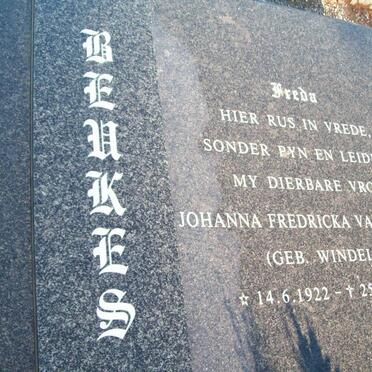 BEUKES
Freda
HIER RUS IN VREDE,
SONDER PYN EN LEID
MY DIERBARE VRO
JOHANNA FREDRICKA VA
(GEB. WINDEL
☆ 14.6.1922 – † 25